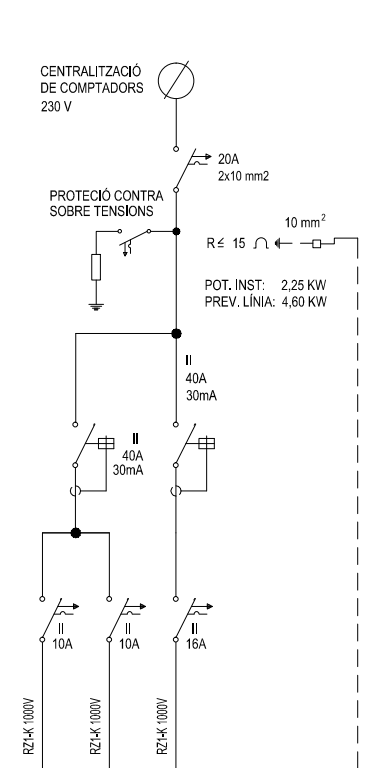 CENTRALITZACIÓ
DE COMPTADORS
230 V
20A
2x10 mm2
PROTECIÓ CONTRA
SOBRE TENSIONS
10 mm²
R ≤ 15 Ω
POT. INST: 2,25 KW
PREV. LÍNIA: 4,60 KW
II
40A
30mA
II
40A
30mA
II
10A
II
10A
II
16A
RZ1-K 1000V
RZ1-K 1000V
RZ1-K 1000V